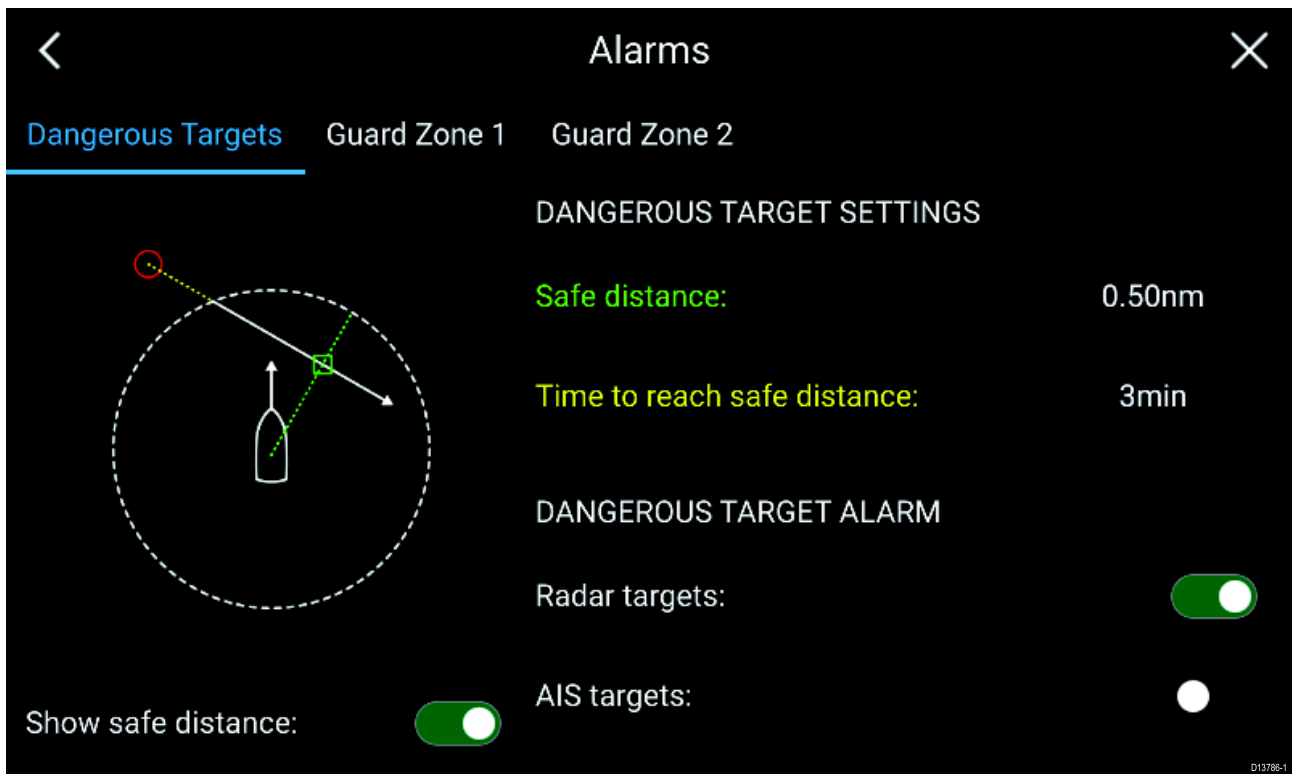 Alarms
Dangerous Targets Guard Zone 1 Guard Zone 2
DANGEROUS TARGET SETTINGS
Safe distance: 0.50nm
Time to reach safe distance: 3min
DANGEROUS TARGET ALARM
Radar targets:
AIS targets:
Show safe distance:
D13786-1